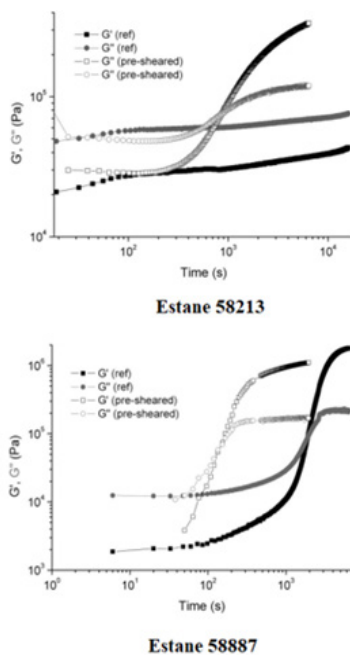 G' (ref)
G'' (ref)
G' (pre-sheared)
G'' (pre-sheared)
G', G'' (Pa)
10⁵
10⁴
10² 10³ 10⁴
Time (s)
Estane 58213
G' (ref)
G'' (ref)
G' (pre-sheared)
G'' (pre-sheared)
G', G'' (Pa)
10⁶
10⁵
10⁴
10³
10⁰ 10¹ 10² 10³
Time (s)
Estane 58887